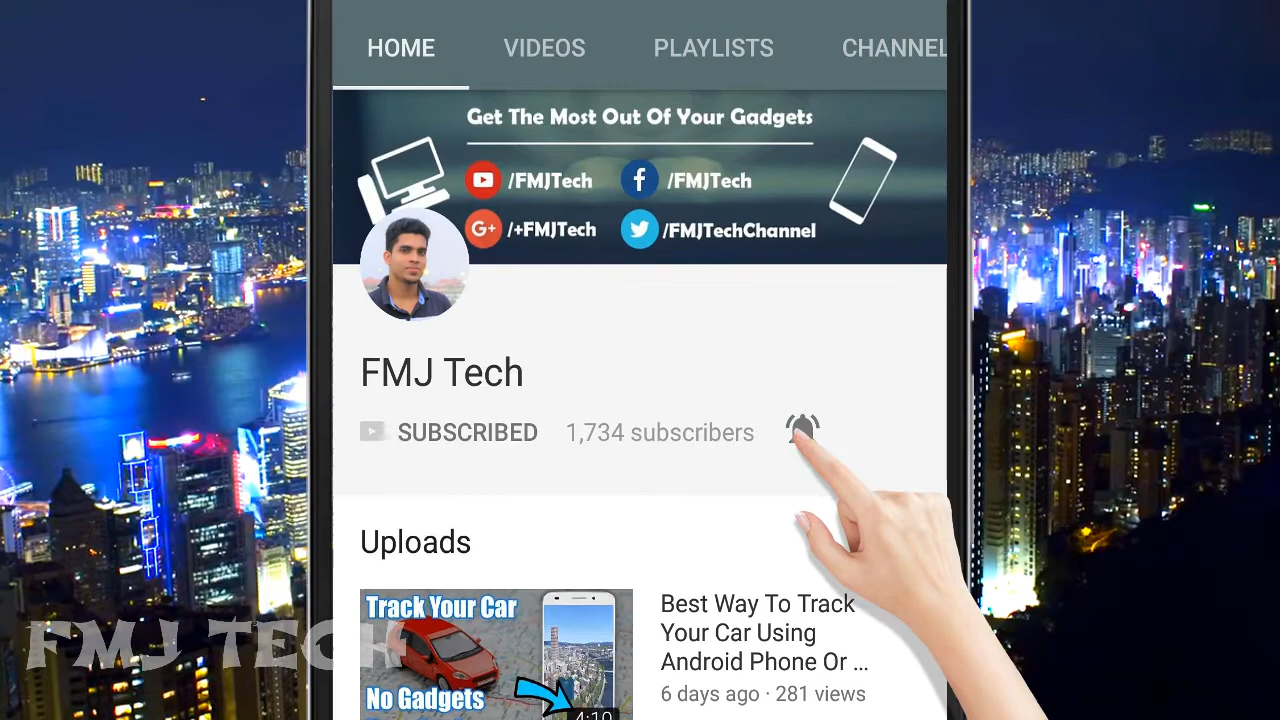 HOME VIDEOS PLAYLISTS CHANNEL
Get The Most Out Of Your Gadgets
/FMJTech /FMJTech
G+ /+FMJTech /FMJTechChannel
FMJ Tech
SUBSCRIBED 1,734 subscribers
Uploads
Track Your Car
No Gadgets
4:10
Best Way To Track
Your Car Using
Android Phone Or ...
6 days ago · 281 views
FMJ TECH